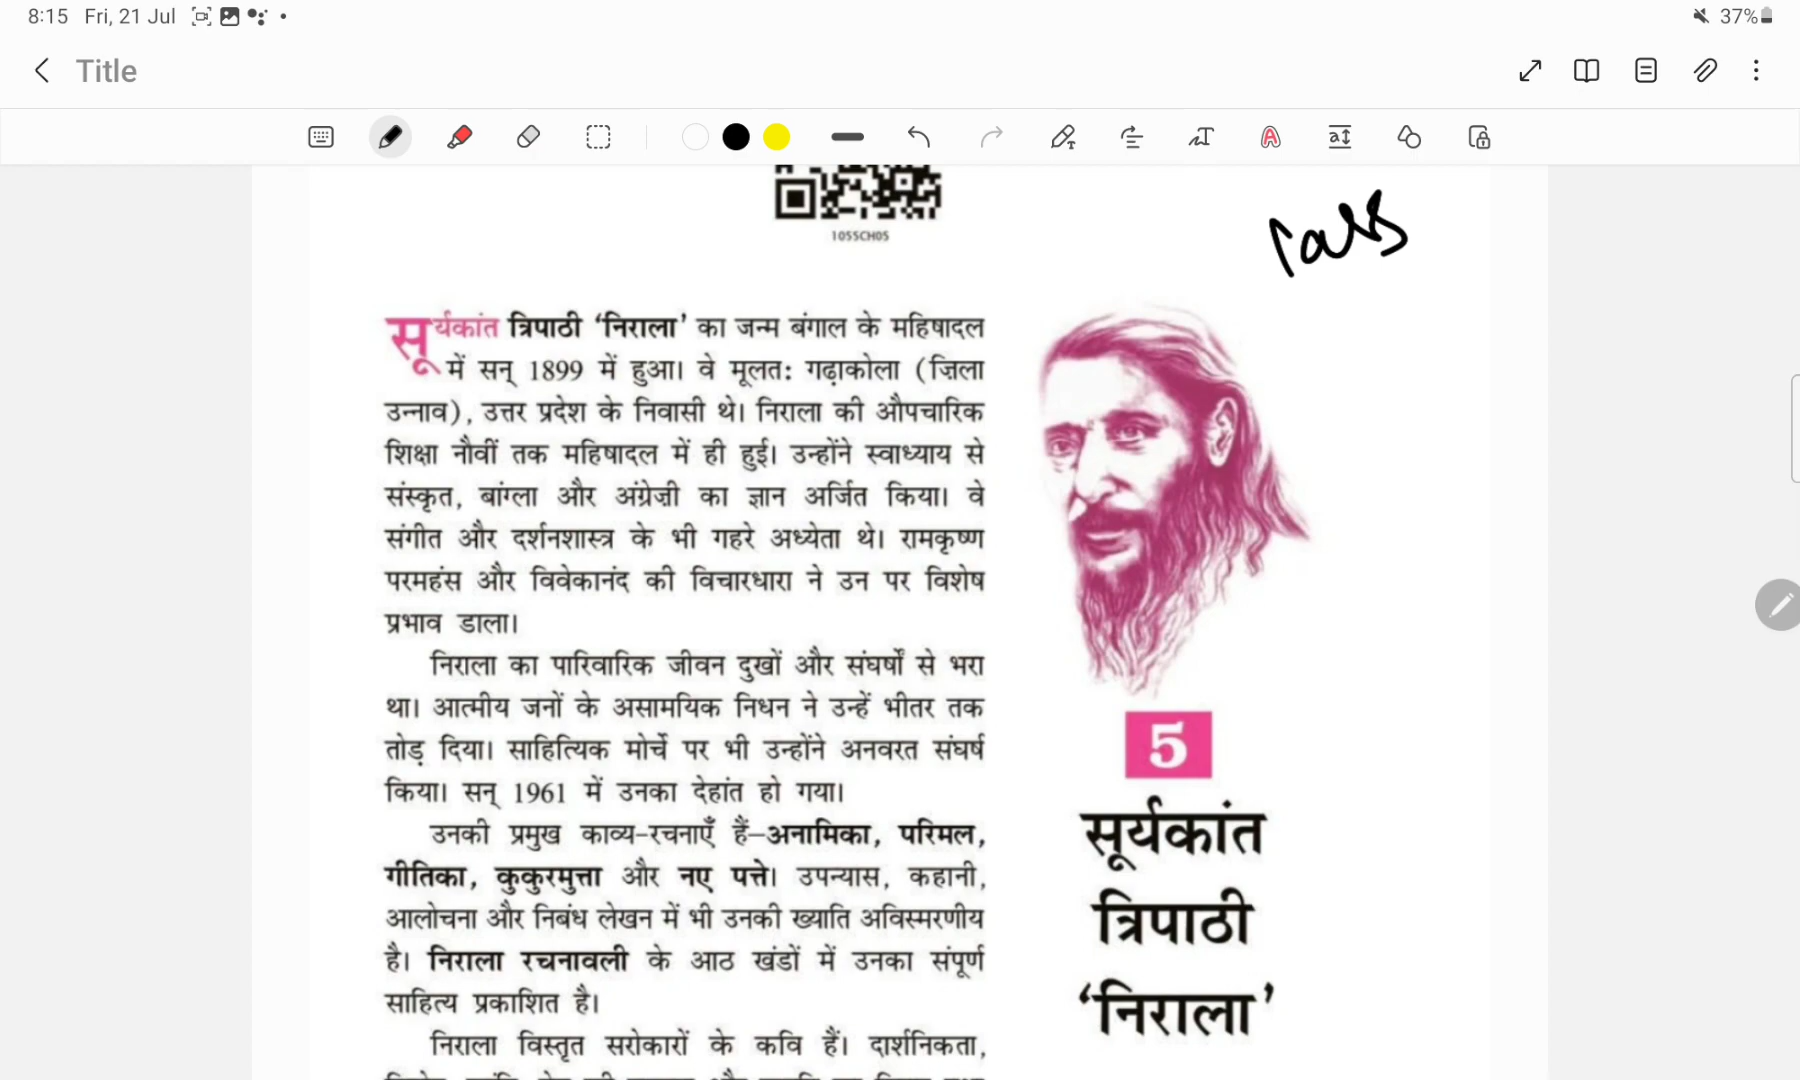 8:15 Fri, 21 Jul
37%
Title
1055CH05
सूर्यकांत त्रिपाठी ‘निराला’ का जन्म बंगाल के महिषादल
में सन् 1899 में हुआ। वे मूलत: गढ़ाकोला (ज़िला
उन्नाव), उत्तर प्रदेश के निवासी थे। निराला की औपचारिक
शिक्षा नौवीं तक महिषादल में ही हुई। उन्होंने स्वाध्याय से
संस्कृत, बांग्ला और अंग्रेज़ी का ज्ञान अर्जित किया। वे
संगीत और दर्शनशास्त्र के भी गहरे अध्येता थे। रामकृष्ण
परमहंस और विवेकानंद की विचारधारा ने उन पर विशेष
प्रभाव डाला।
निराला का पारिवारिक जीवन दुखों और संघर्षों से भरा
था। आत्मीय जनों के असामयिक निधन ने उन्हें भीतर तक
तोड़ दिया। साहित्यिक मोर्चे पर भी उन्होंने अनवरत संघर्ष
किया। सन् 1961 में उनका देहांत हो गया।
उनकी प्रमुख काव्य-रचनाएँ हैं–अनामिका, परिमल,
गीतिका, कुकुरमुत्ता और नए पत्ते। उपन्यास, कहानी,
आलोचना और निबंध लेखन में भी उनकी ख्याति अविस्मरणीय
है। निराला रचनावली के आठ खंडों में उनका संपूर्ण
साहित्य प्रकाशित है।
निराला विस्तृत सरोकारों के कवि हैं। दार्शनिकता,
5
सूर्यकांत
त्रिपाठी
‘निराला’